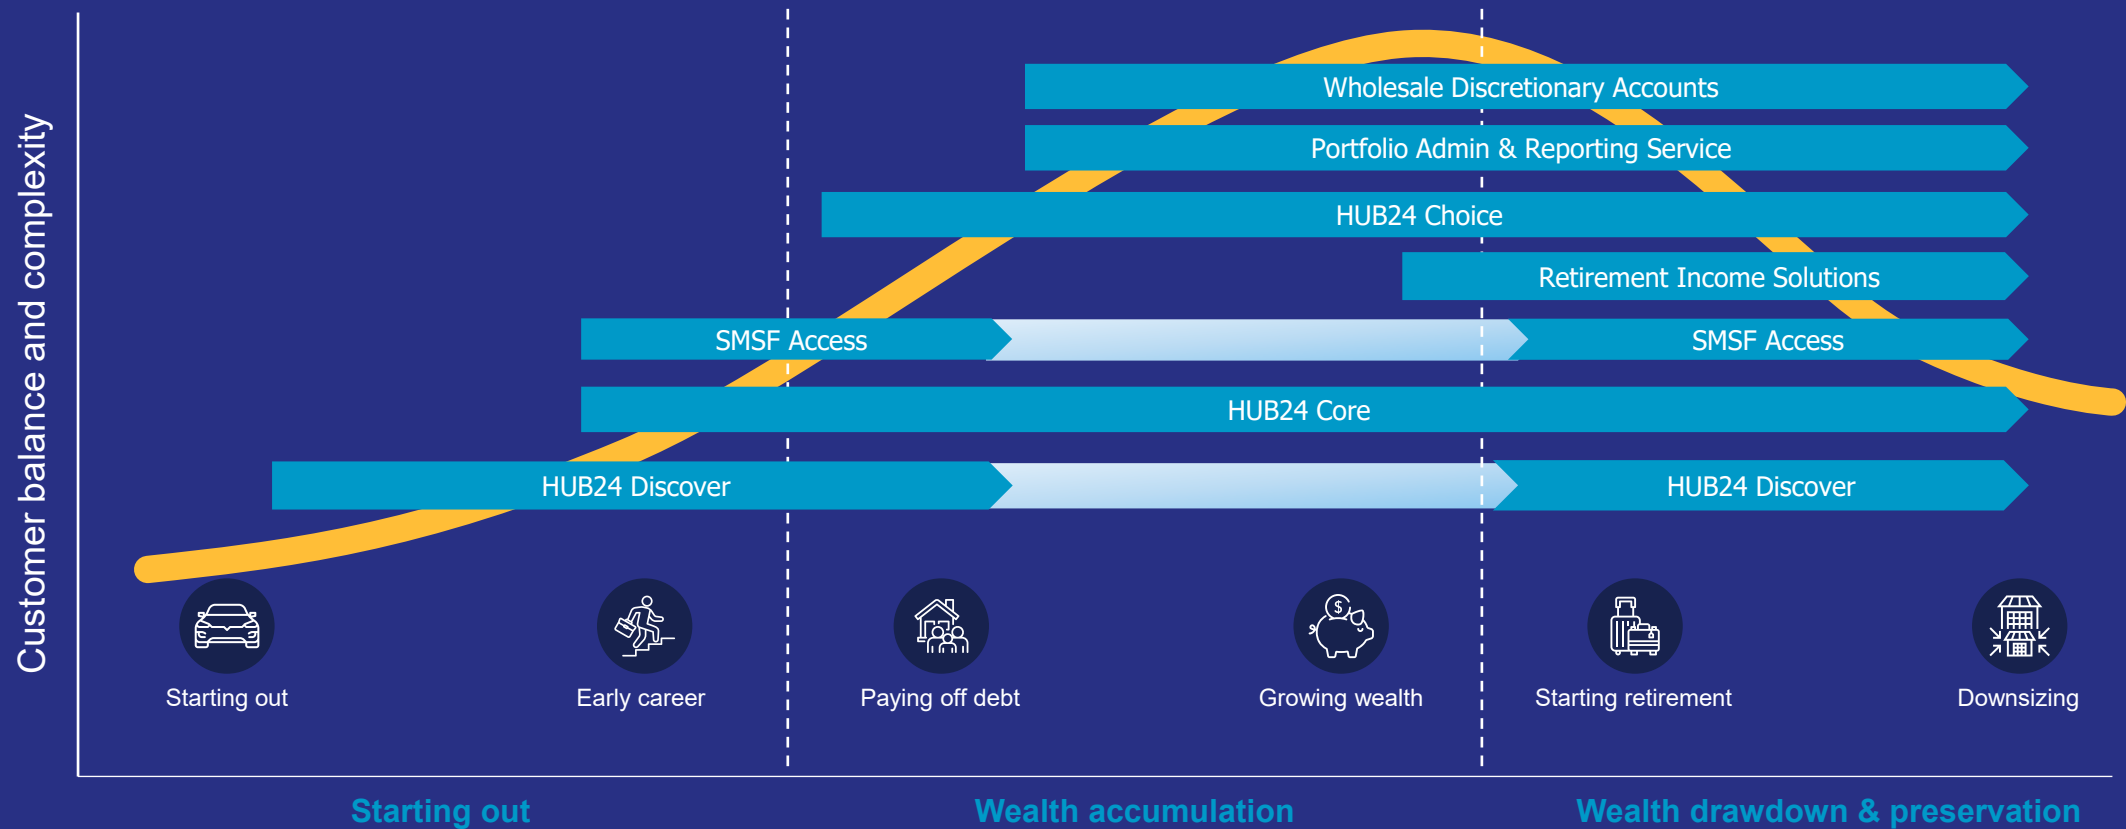 Customer balance and complexity
Wholesale Discretionary Accounts
Portfolio Admin & Reporting Service
HUB24 Choice
Retirement Income Solutions
SMSF Access
SMSF Access
HUB24 Core
HUB24 Discover
HUB24 Discover
$
Starting out
Early career
Paying off debt
Growing wealth
Starting retirement
Downsizing
Starting out
Wealth accumulation
Wealth drawdown & preservation